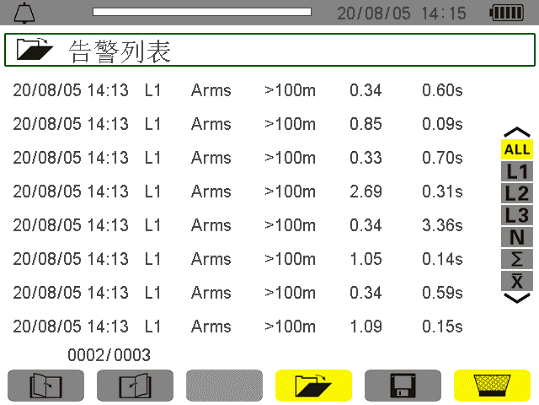 20/08/05 14:15
告警列表
20/08/05 14:13 L1 Arms >100m 0.34 0.60s
20/08/05 14:13 L1 Arms >100m 0.85 0.09s
20/08/05 14:13 L1 Arms >100m 0.33 0.70s
20/08/05 14:13 L1 Arms >100m 2.69 0.31s
20/08/05 14:13 L1 Arms >100m 0.34 3.36s
20/08/05 14:13 L1 Arms >100m 1.05 0.14s
20/08/05 14:13 L1 Arms >100m 0.34 0.59s
20/08/05 14:13 L1 Arms >100m 1.09 0.15s
ALL
L1
L2
L3
N
Σ
X̅
0002/0003